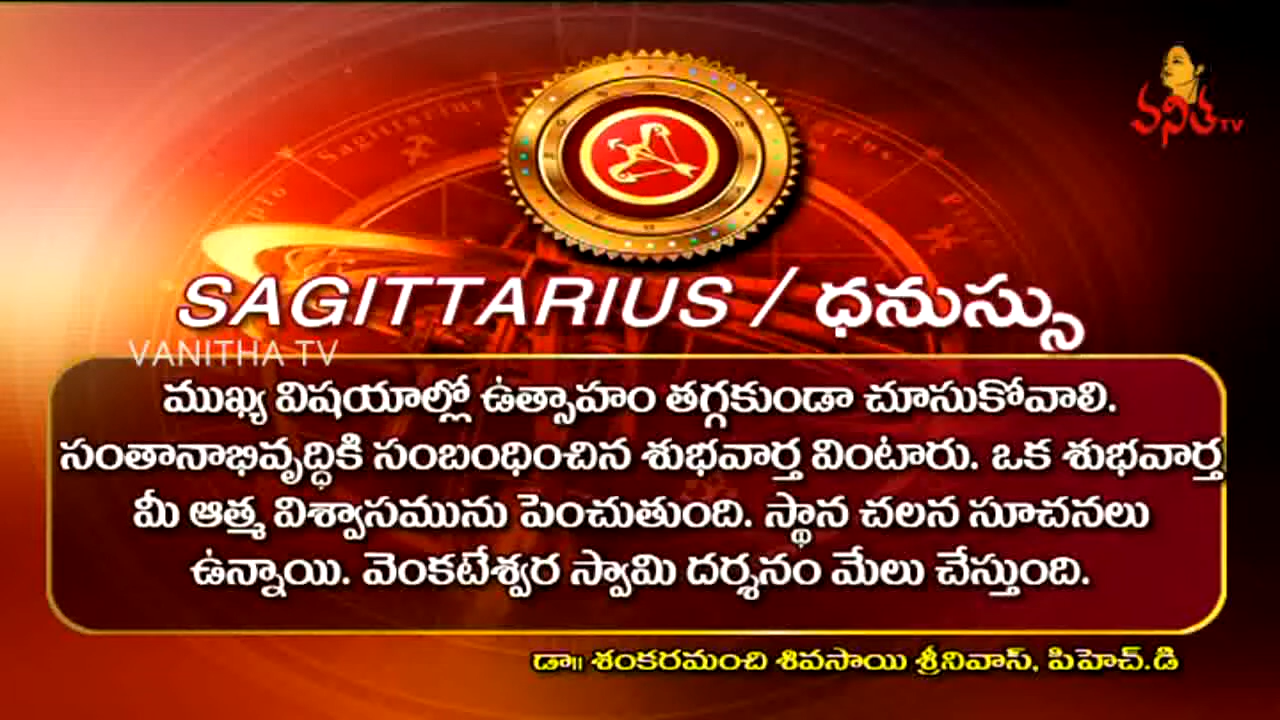 వనిత TV
Sagittarius
SAGITTARIUS / ధనుస్సు
VANITHA TV
ముఖ్య విషయాల్లో ఉత్సాహం తగ్గకుండా చూసుకోవాలి.
సంతానాభివృద్ధికి సంబంధించిన శుభవార్త వింటారు. ఒక శుభవార్త
మీ ఆత్మ విశ్వాసమును పెంచుతుంది. స్థాన చలన సూచనలు
ఉన్నాయి. వెంకటేశ్వర స్వామి దర్శనం మేలు చేస్తుంది.
డా॥ శంకరమంచి శివసాయి శ్రీనివాస్, పిహెచ్.డి